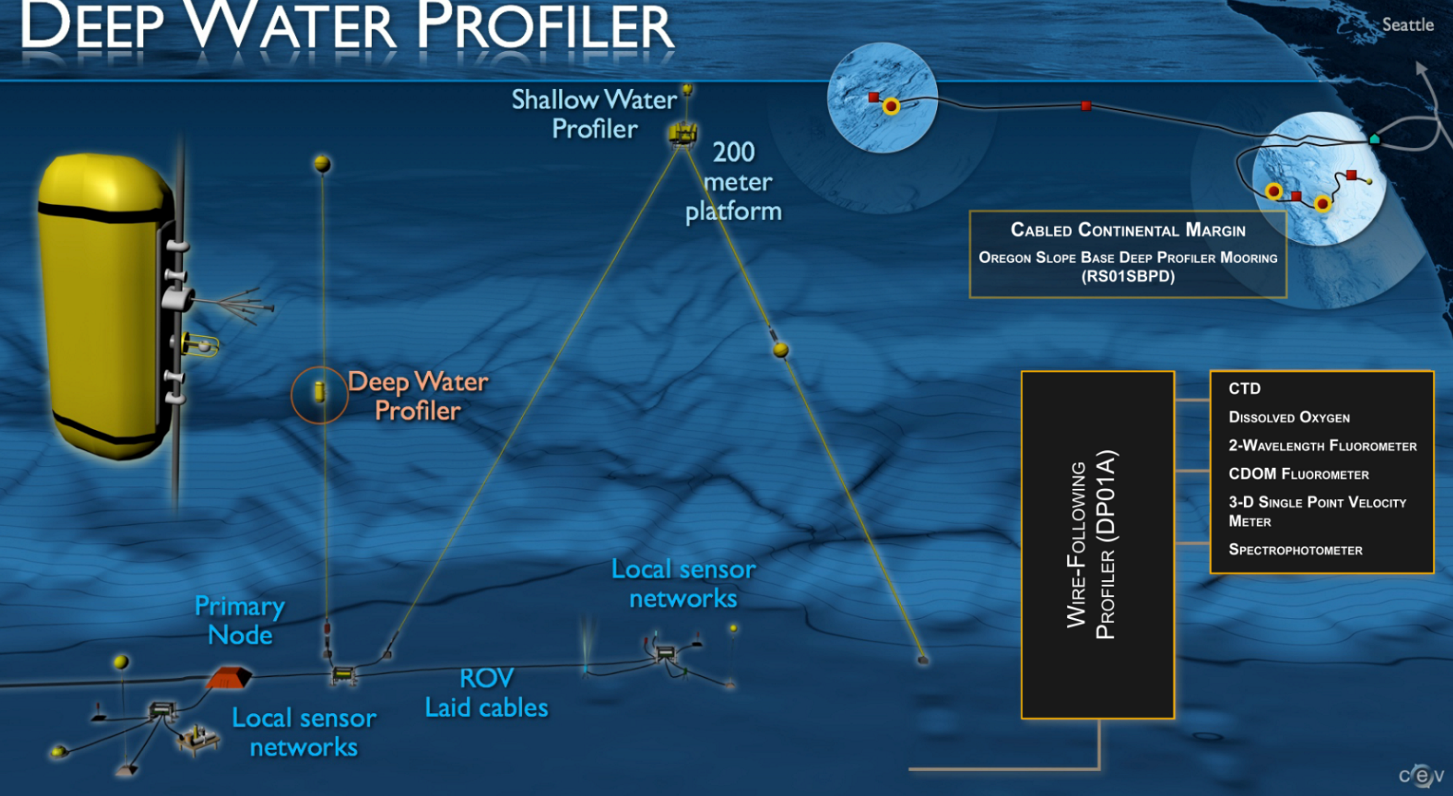 DEEP WATER PROFILER
Seattle
Shallow Water
Profiler
200
meter
platform
CABLED CONTINENTAL MARGIN
OREGON SLOPE BASE DEEP PROFILER MOORING
(RS01SBPD)
Deep Water
Profiler
WIRE-FOLLOWING
PROFILER (DP01A)
CTD
DISSOLVED OXYGEN
2-WAVELENGTH FLUOROMETER
CDOM FLUOROMETER
3-D SINGLE POINT VELOCITY
METER
SPECTROPHOTOMETER
Local sensor
networks
Primary
Node
ROV
Laid cables
Local sensor
networks
cev